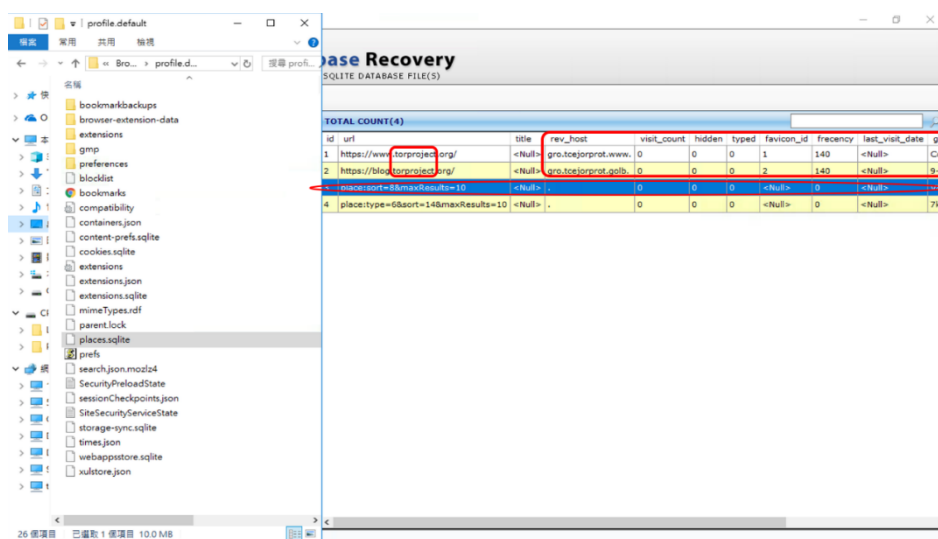 profile.default
檔案 常用 共用 檢視
« Bro... › profile.d... 搜尋 profi...
名稱
bookmarkbackups
browser-extension-data
extensions
gmp
preferences
blocklist
bookmarks
compatibility
containers.json
content-prefs.sqlite
cookies.sqlite
extensions
extensions.json
extensions.sqlite
mimeTypes.rdf
parent.lock
places.sqlite
prefs
search.json.mozlz4
SecurityPreloadState
sessionCheckpoints.json
SiteSecurityServiceState
storage-sync.sqlite
times.json
webappsstore.sqlite
xulstore.json
26 個項目 已選取 1 個項目 10.0 MB
base Recovery
SQLITE DATABASE FILE(S)
TOTAL COUNT(4)
id url title rev_host visit_count hidden typed favicon_id frecency last_visit_date g
1 https://www.torproject.org/ <Null> gro.tcejorprot.www. 0 0 0 1 140 <Null>
2 https://blog.torproject.org/ <Null> gro.tcejorprot.golb. 0 0 0 2 140 <Null>
3 place:sort=8&maxResults=10 <Null> . 0 0 0 <Null> 0 <Null>
4 place:type=6&sort=14&maxResults=10 <Null> . 0 0 0 <Null> 0 <Null>